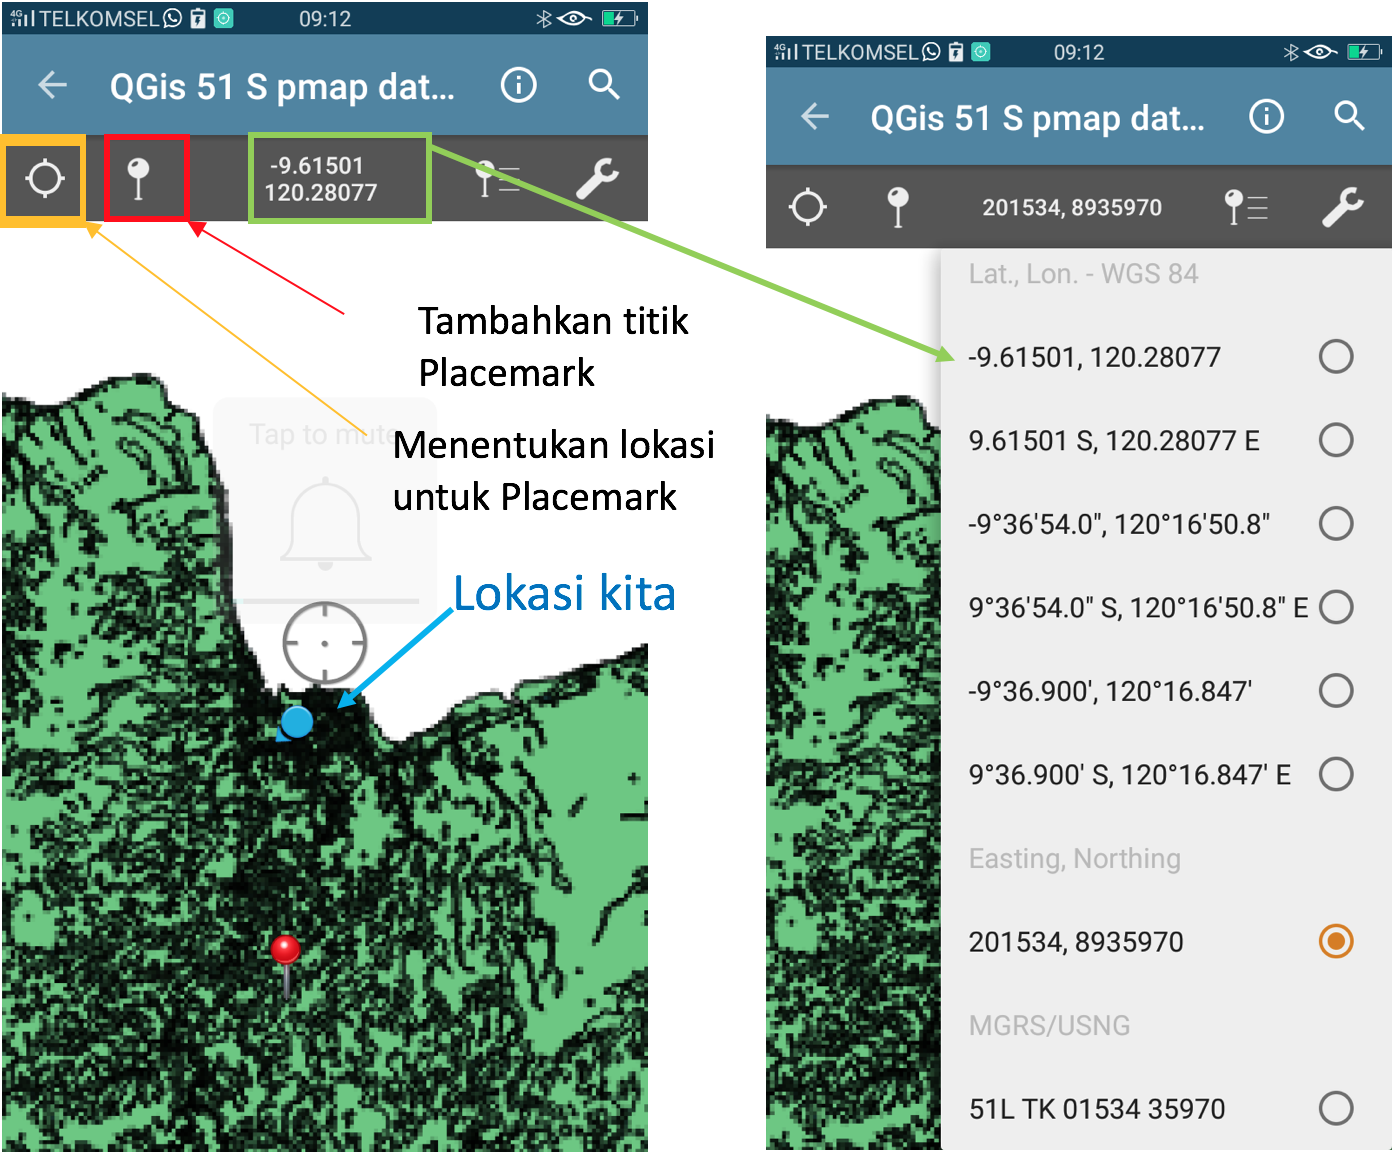 4G TELKOMSEL 09:12
QGis 51 S pmap dat...
-9.61501
120.28077
Tambahkan titik
Placemark
Tap to mute
Menentukan lokasi
untuk Placemark
Lokasi kita
4G TELKOMSEL 09:12
QGis 51 S pmap dat...
201534, 8935970
Lat., Lon. - WGS 84
-9.61501, 120.28077
9.61501 S, 120.28077 E
-9°36'54.0", 120°16'50.8"
9°36'54.0" S, 120°16'50.8" E
-9°36.900', 120°16.847'
9°36.900' S, 120°16.847' E
Easting, Northing
201534, 8935970
MGRS/USNG
51L TK 01534 35970